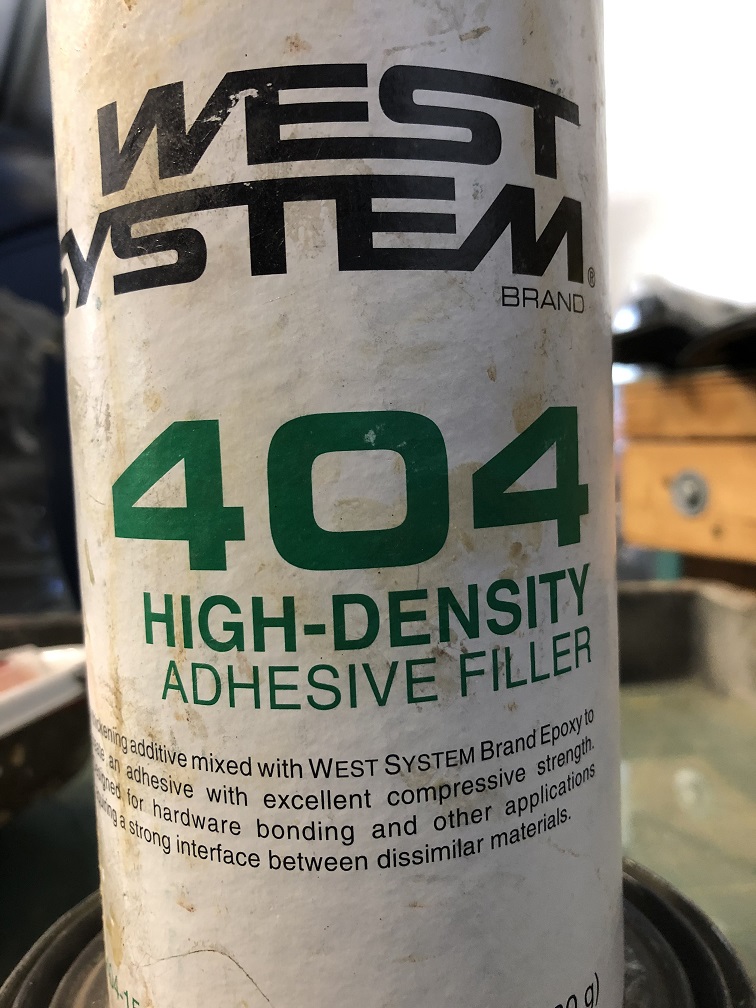 WEST
SYSTEM®
BRAND
404
HIGH-DENSITY
ADHESIVE FILLER
additive mixed with WEST SYSTEM Brand Epoxy to
an adhesive with excellent compressive strength.
for hardware bonding and other applications
a strong interface between dissimilar materials.
g)